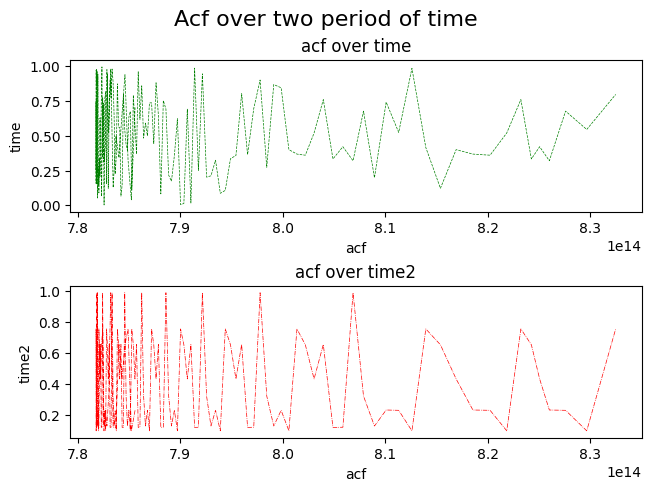 Acf over two period of time
acf over time
1.00
0.75
0.50
0.25
0.00
time
7.8 7.9 8.0 8.1 8.2 8.3
acf
1e14
acf over time2
1.0
0.8
0.6
0.4
0.2
time2
7.8 7.9 8.0 8.1 8.2 8.3
acf
1e14